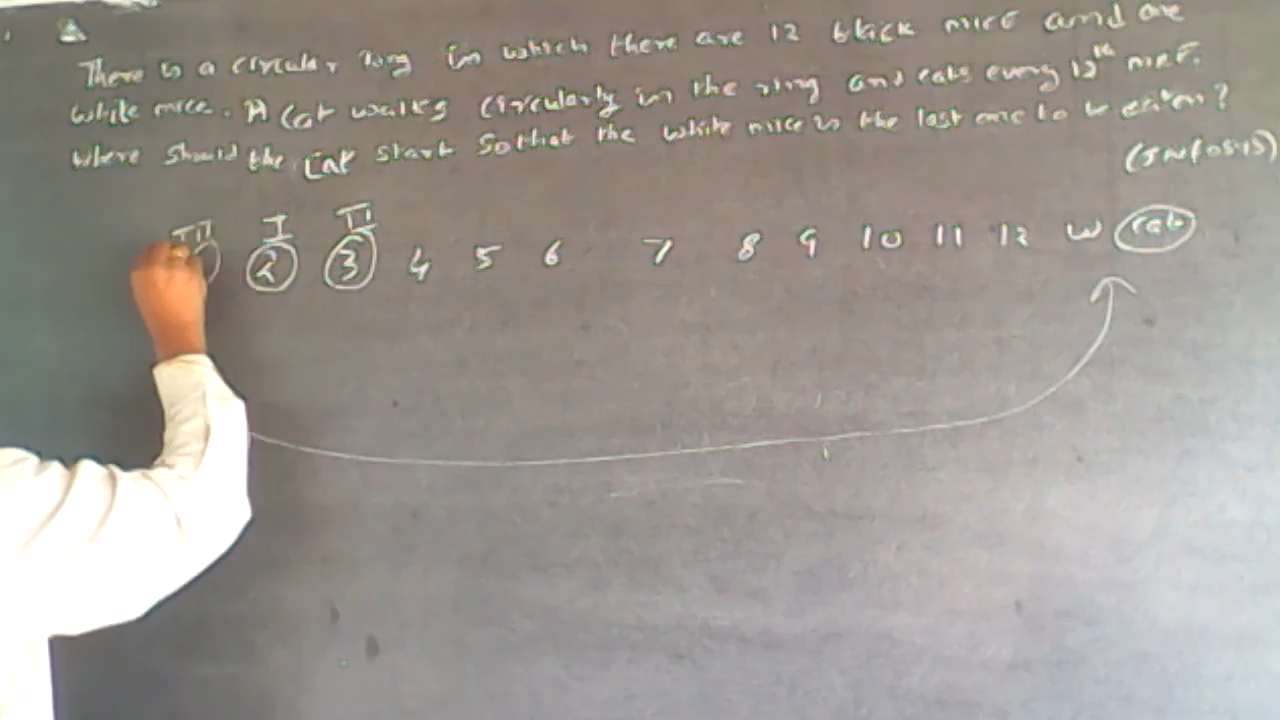 There is a circular ring in which there are 12 black mice and one
white mice. A cat walks circularly in the ring and eats every 13th mice.
Where should the cat start so that the white mice is the last one to be eaten?
(INFOSYS)
III I II
2 3 4 5 6 7 8 9 10 11 12 W cat